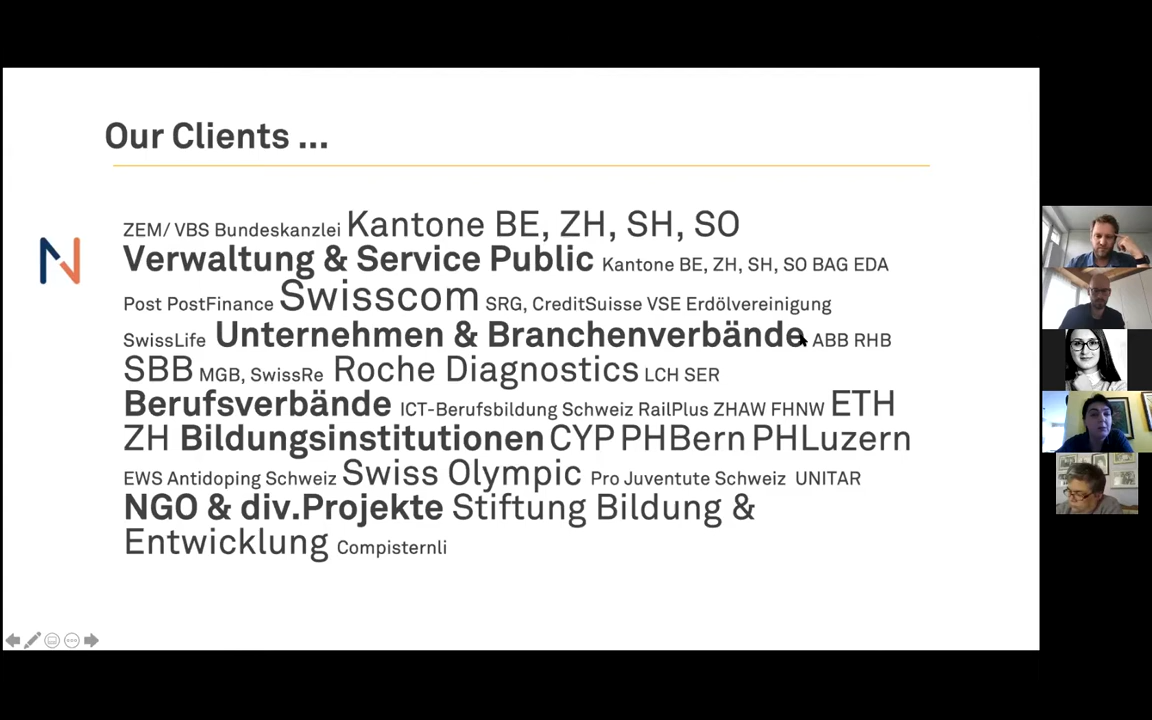 Our Clients ...
ZEM/ VBS Bundeskanzlei Kantone BE, ZH, SH, SO
Verwaltung & Service Public Kantone BE, ZH, SH, SO BAG EDA
Post PostFinance Swisscom SRG, CreditSuisse VSE Erdölvereinigung
SwissLife Unternehmen & Branchenverbände ABB RHB
SBB MGB, SwissRe Roche Diagnostics LCH SER
Berufsverbände ICT-Berufsbildung Schweiz RailPlus ZHAW FHNW ETH
ZH Bildungsinstitutionen CYP PHBern PHLuzern
EWS Antidoping Schweiz Swiss Olympic Pro Juventute Schweiz UNITAR
NGO & div.Projekte Stiftung Bildung &
Entwicklung Compisternli